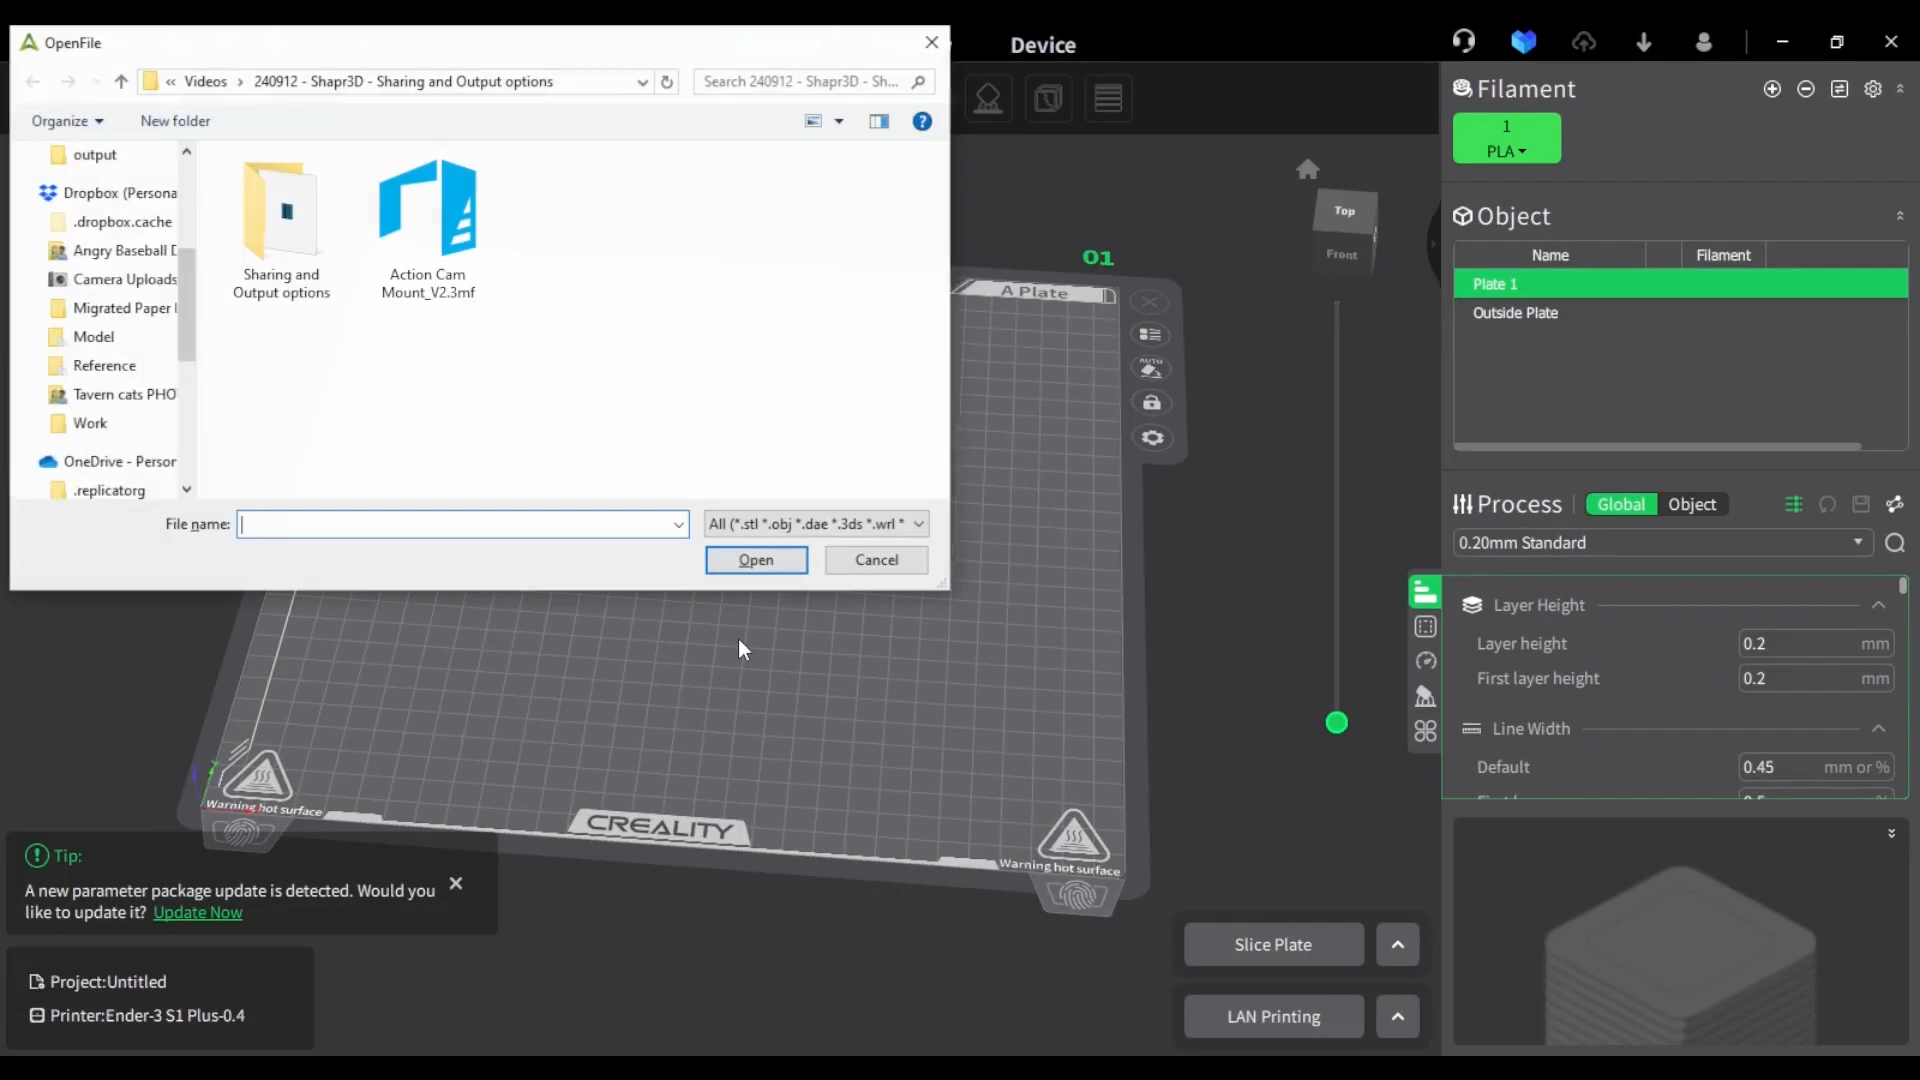 OpenFile
« Videos › 240912 - Shapr3D - Sharing and Output options
Search 240912 - Shapr3D - Sh...
Organize
New folder
output
Dropbox (Persona
.dropbox.cache
Angry Baseball D
Camera Uploads
Migrated Paper
Model
Reference
Tavern cats PHO
Work
OneDrive - Person
.replicatorg
Sharing and
Output options
Action Cam
Mount_V2.3mf
File name:
All (*.stl *.obj *.dae *.3ds *.wrl *
Open
Cancel
Device
Top
Front
01
A Plate
Warning hot surface
CREALITY
Warning hot surface
Tip:
A new parameter package update is detected. Would you
like to update it? Update Now
Project:Untitled
Printer:Ender-3 S1 Plus-0.4
Slice Plate
LAN Printing
Filament
1
PLA
Object
Name
Filament
Plate 1
Outside Plate
Process
Global
Object
0.20mm Standard
Layer Height
Layer height
0.2 mm
First layer height
0.2 mm
Line Width
Default
0.45 mm or %
AUTO